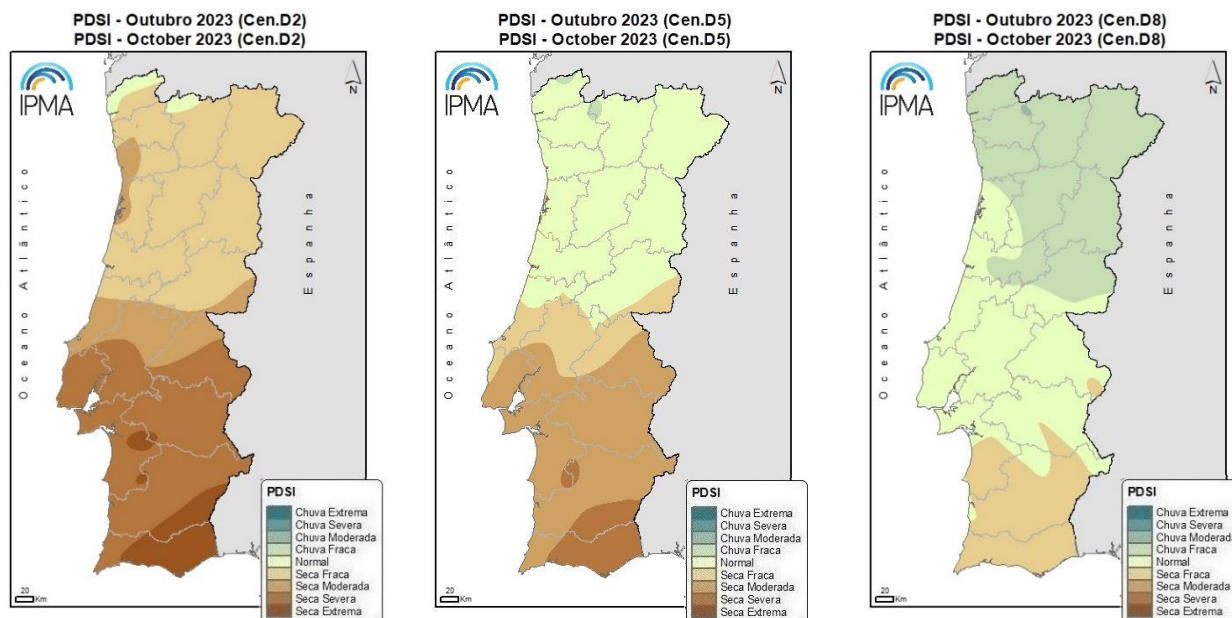 PDSI - Outubro 2023 (Cen.D2)
PDSI - October 2023 (Cen.D2)
IPMA
N
Oceano Atlântico
Espanha
PDSI
Chuva Extrema
Chuva Severa
Chuva Moderada
Chuva Fraca
Normal
Seca Fraca
Seca Moderada
Seca Severa
Seca Extrema
20
Km
PDSI - Outubro 2023 (Cen.D5)
PDSI - October 2023 (Cen.D5)
IPMA
N
Oceano Atlântico
Espanha
PDSI
Chuva Extrema
Chuva Severa
Chuva Moderada
Chuva Fraca
Normal
Seca Fraca
Seca Moderada
Seca Severa
Seca Extrema
20
Km
PDSI - Outubro 2023 (Cen.D8)
PDSI - October 2023 (Cen.D8)
IPMA
N
Oceano Atlântico
Espanha
PDSI
Chuva Extrema
Chuva Severa
Chuva Moderada
Chuva Fraca
Normal
Seca Fraca
Seca Moderada
Seca Severa
Seca Extrema
20
Km